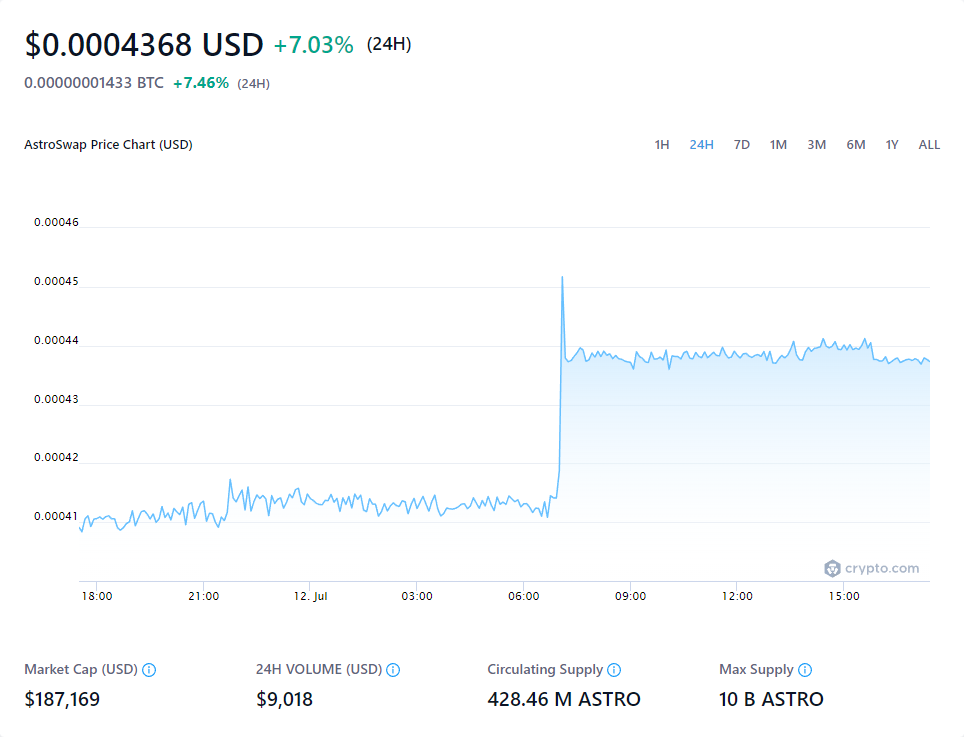 $0.0004368 USD +7.03% (24H)
0.00000001433 BTC +7.46% (24H)
AstroSwap Price Chart (USD) 1H 24H 7D 1M 3M 6M 1Y ALL
0.00046
0.00045
0.00044
0.00043
0.00042
0.00041
crypto.com
18:00 21:00 12. Jul 03:00 06:00 09:00 12:00 15:00
Market Cap (USD) 24H VOLUME (USD) Circulating Supply Max Supply
$187,169 $9,018 428.46 M ASTRO 10 B ASTRO